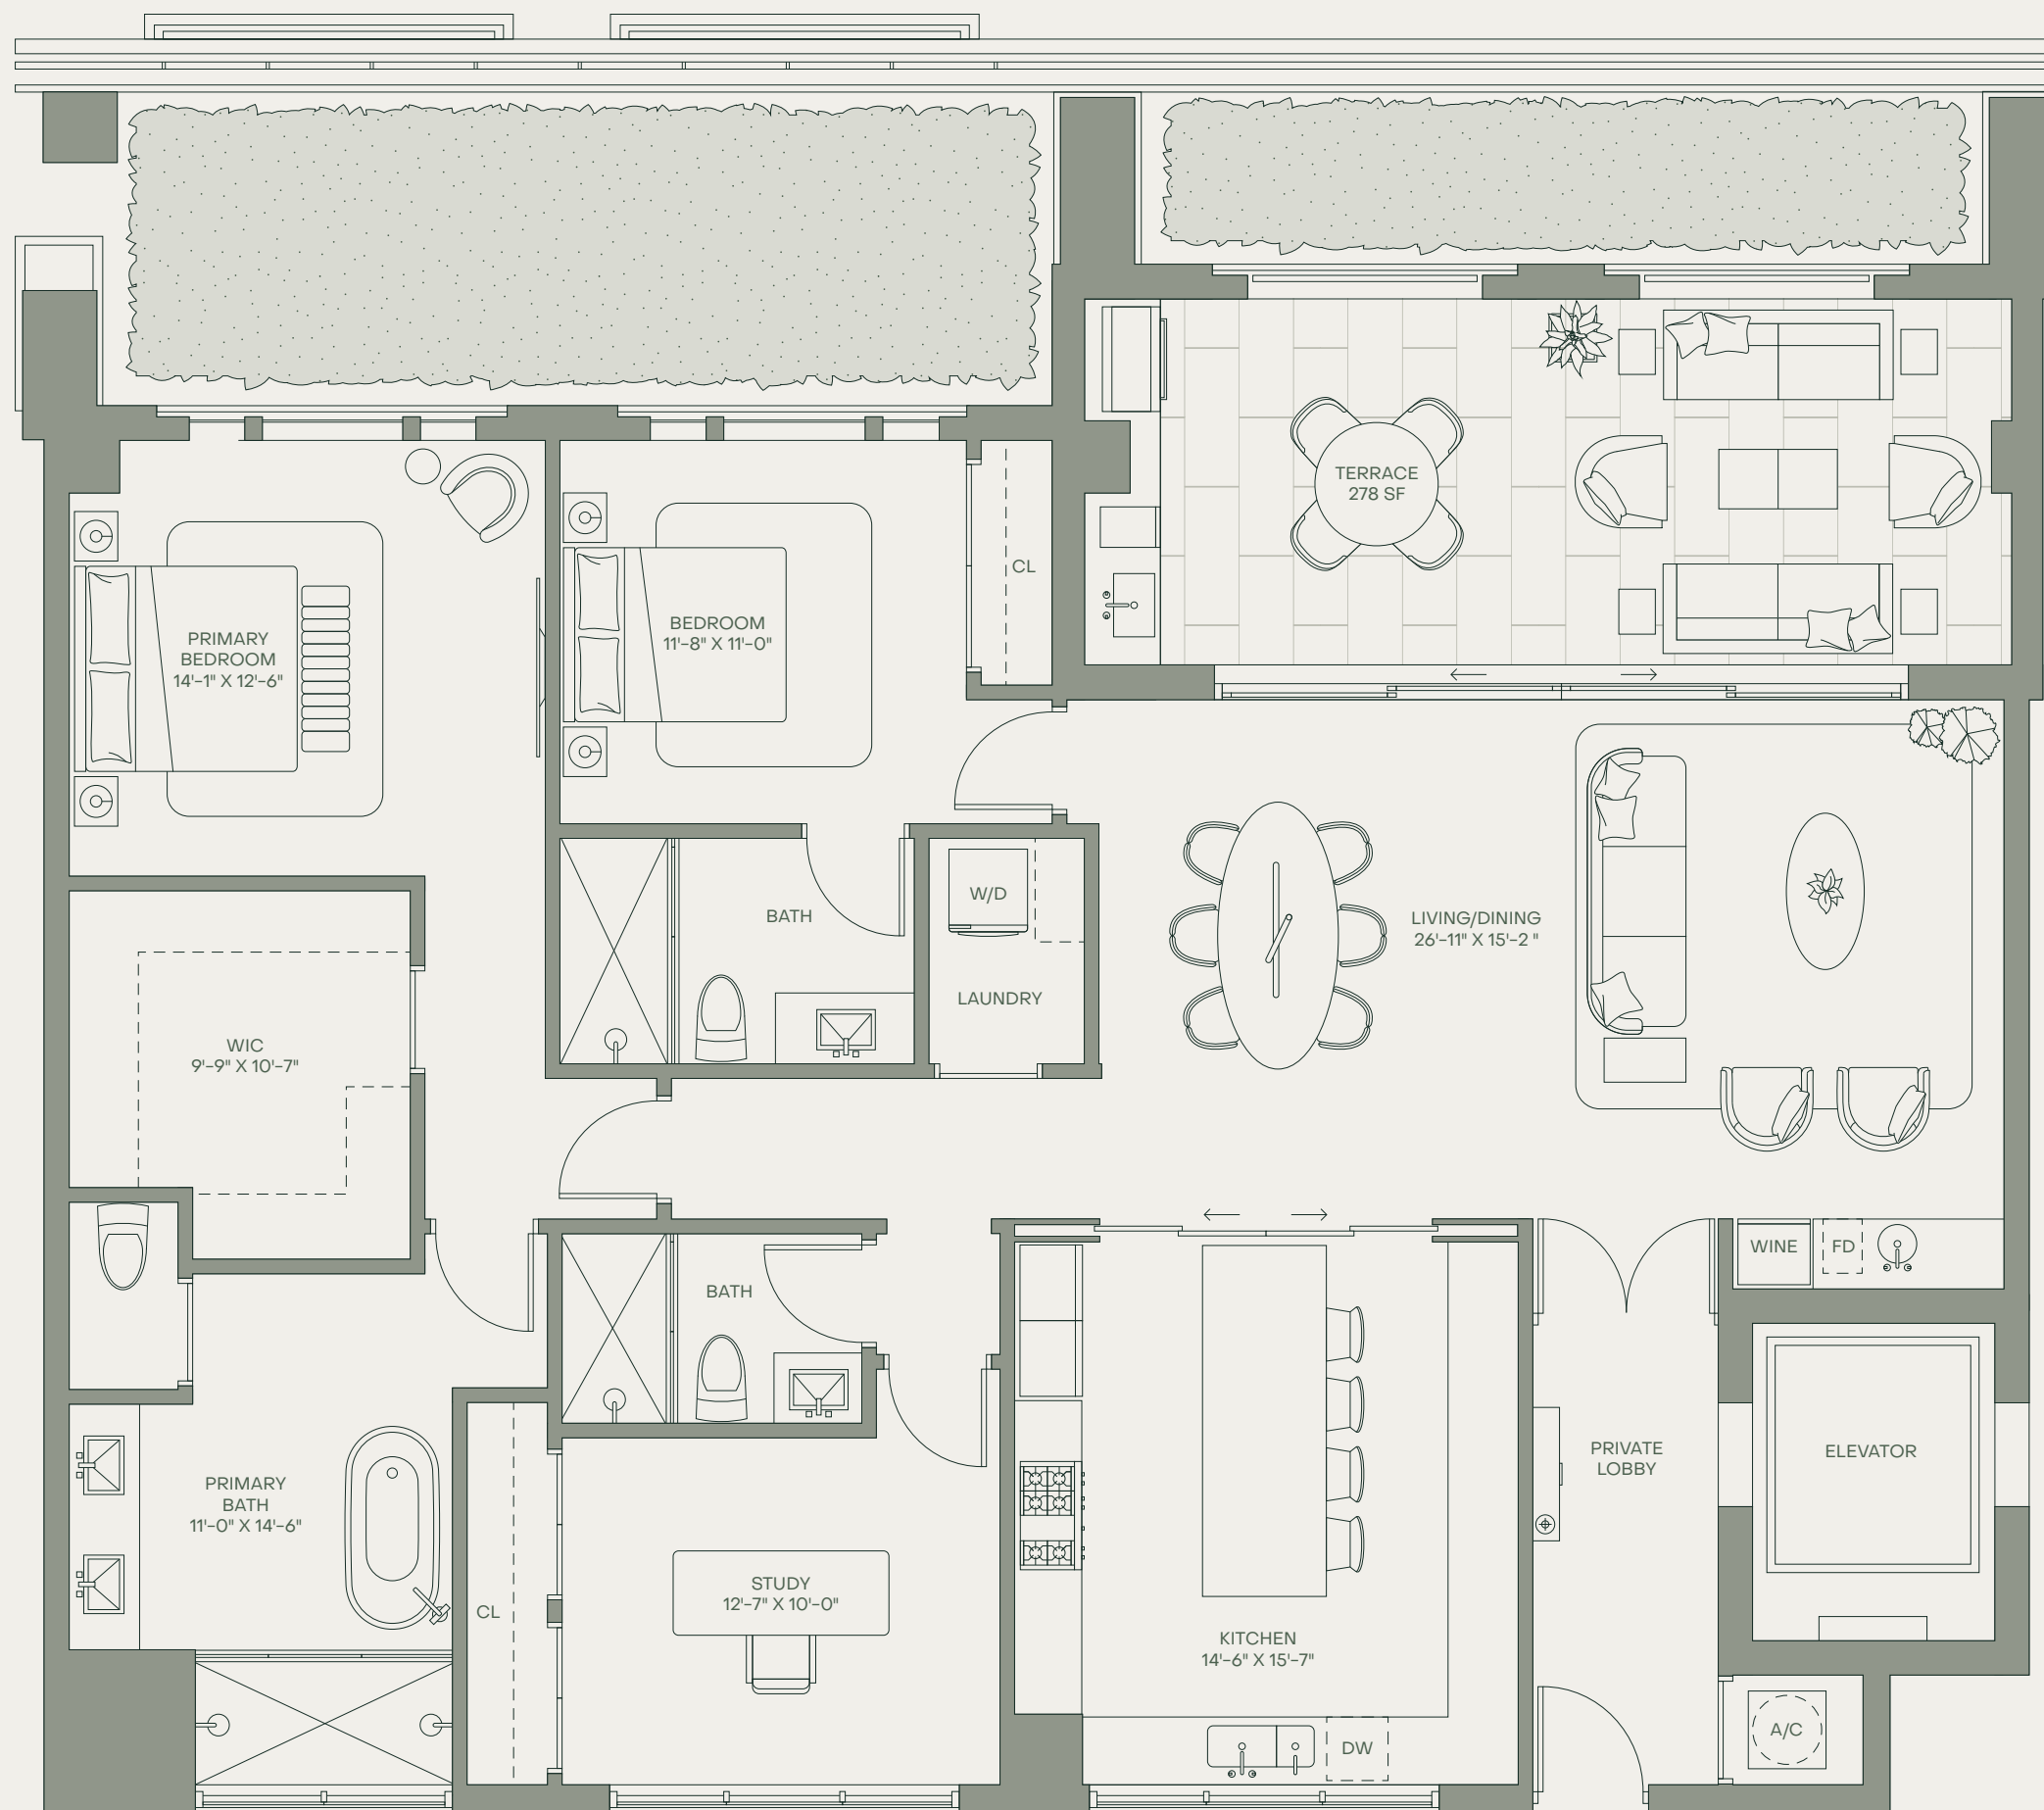 TERRACE
278 SF
CL
BEDROOM
11'-8" X 11'-0"
PRIMARY
BEDROOM
14'-1" X 12'-6"
W/D
BATH
LIVING/DINING
26'-11" X 15'-2 "
LAUNDRY
WIC
9'-9" X 10'-7"
WINE
FD
BATH
PRIVATE
LOBBY
ELEVATOR
PRIMARY
BATH
11'-0" X 14'-6"
STUDY
12'-7" X 10'-0"
CL
KITCHEN
14'-6" X 15'-7"
A/C
DW